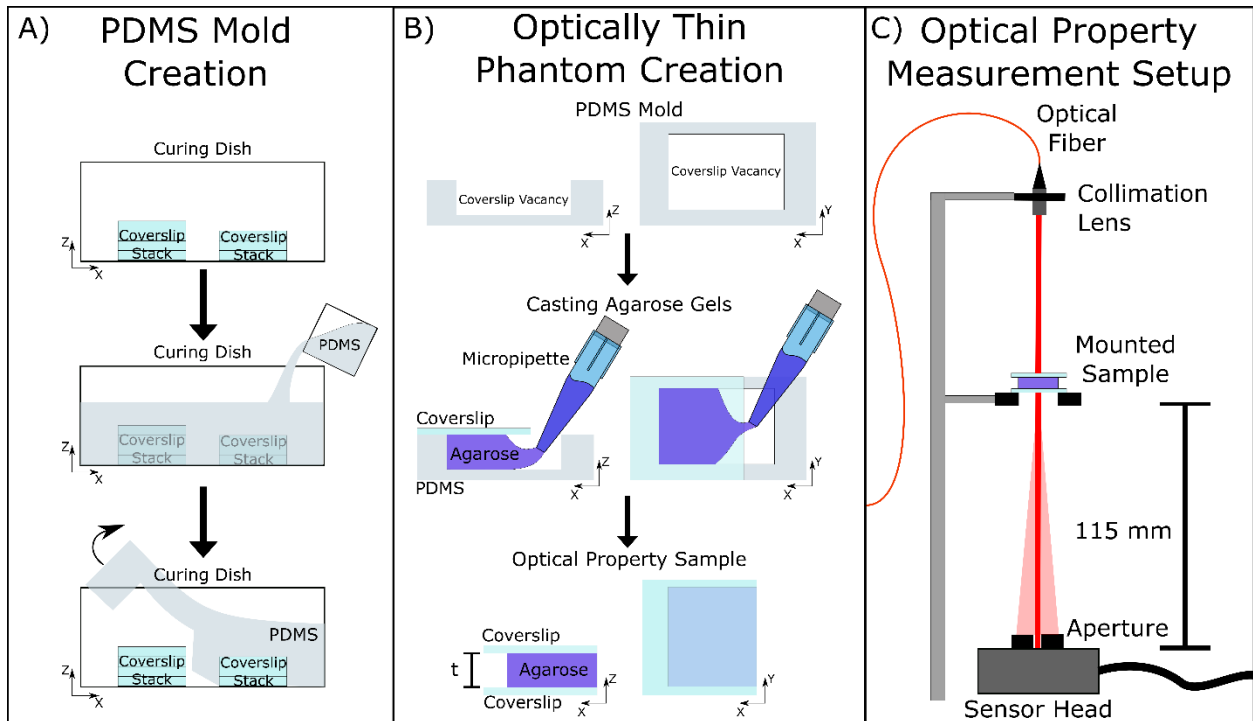 A) PDMS Mold
Creation
Curing Dish
Coverslip
Stack
Coverslip
Stack
Z
X
Curing Dish
PDMS
Coverslip
Stack
Coverslip
Stack
Z
X
Curing Dish
PDMS
Coverslip
Stack
Coverslip
Stack
Z
X
B) Optically Thin
Phantom Creation
PDMS Mold
Coverslip Vacancy
Z
X
Coverslip Vacancy
Y
X
Casting Agarose Gels
Micropipette
Coverslip
Agarose
PDMS
Z
X
Y
X
Optical Property Sample
Coverslip
t
Agarose
Coverslip
Z
X
Y
X
C) Optical Property
Measurement Setup
Optical
Fiber
Collimation
Lens
Mounted
Sample
115 mm
Aperture
Sensor Head